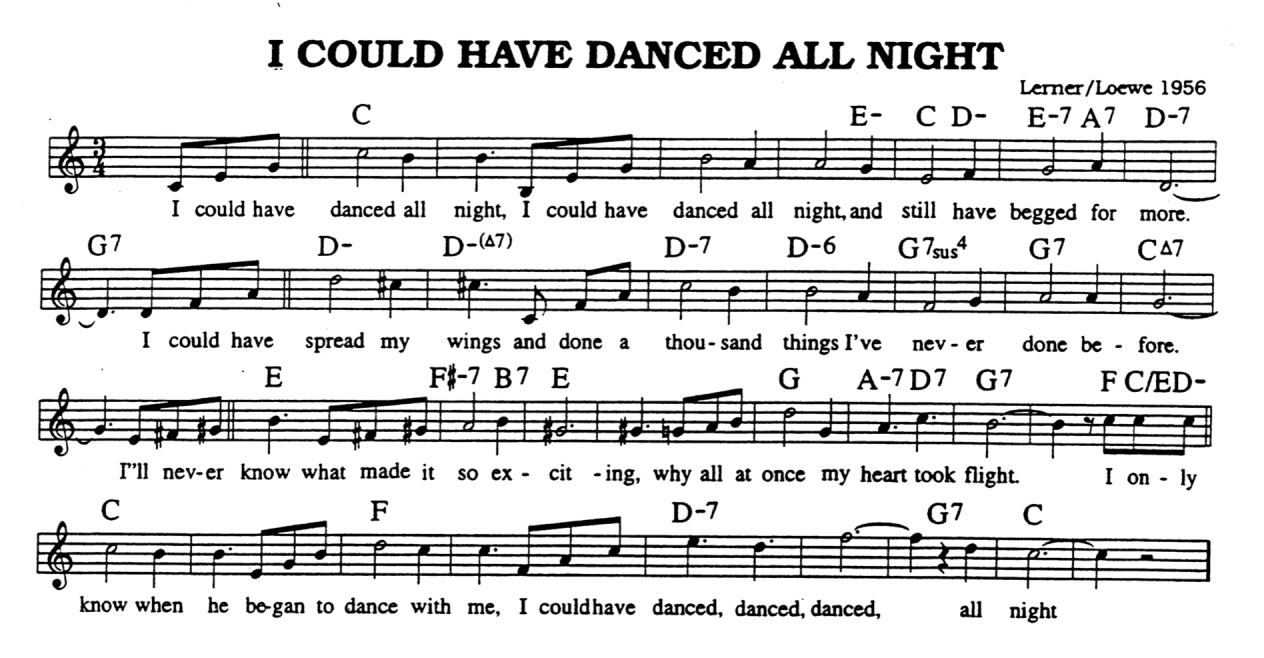 I COULD HAVE DANCED ALL NIGHT
Lerner/Loewe 1956
C E- C D- E-7 A7 D-7
3
4
I could have danced all night, I could have danced all night, and still have begged for more.
G7 D- D-(Δ7) D-7 D-6 G7sus4 G7 CΔ7
I could have spread my wings and done a thou-sand things I've nev-er done be-fore.
E F#-7 B7 E G A-7 D7 G7 F C/E D-
I"ll nev-er know what made it so ex-cit-ing, why all at once my heart took flight. I on-ly
C F D-7 G7 C
know when he be-gan to dance with me, I couldhave danced, danced, danced, all night